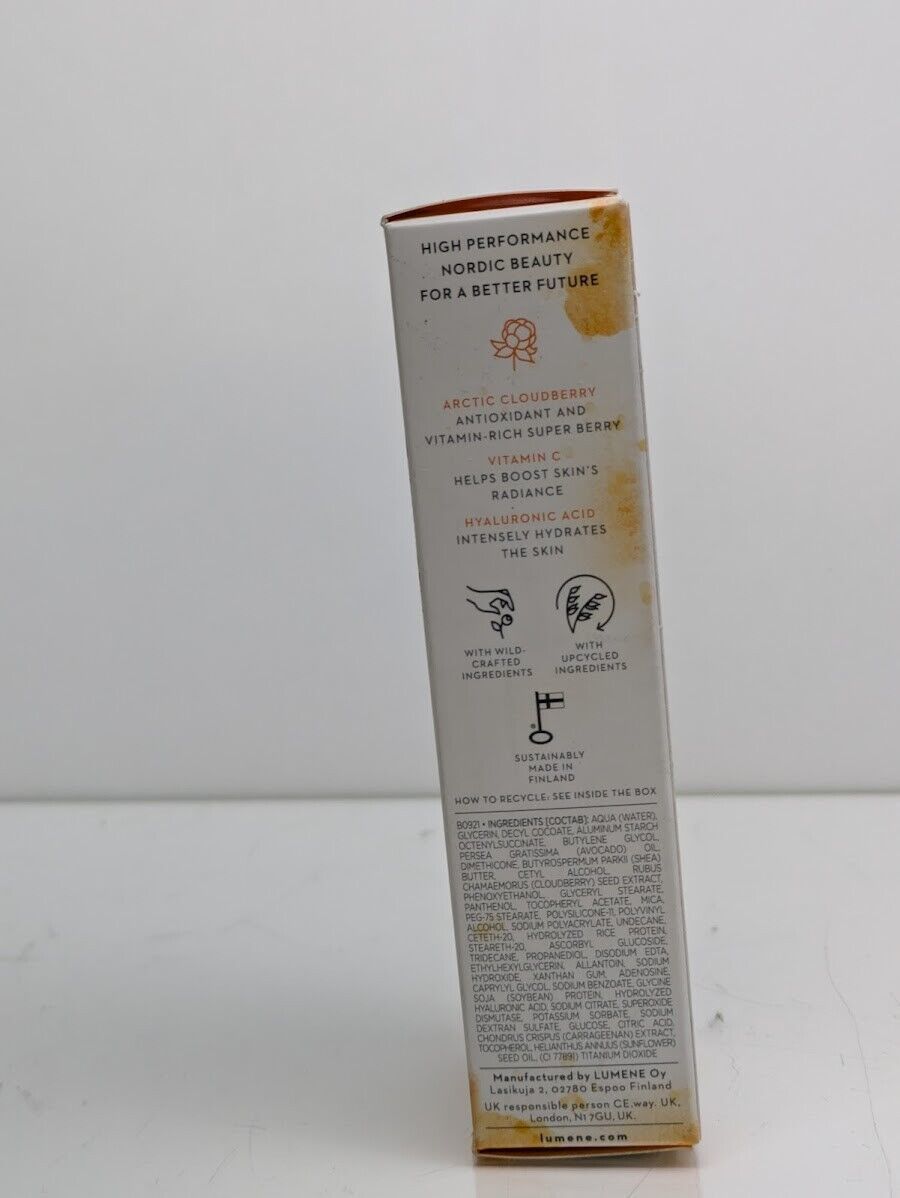 HIGH PERFORMANCE
NORDIC BEAUTY
FOR A BETTER FUTURE
ARCTIC CLOUDBERRY
ANTIOXIDANT AND
VITAMIN-RICH SUPER BERRY
VITAMIN C
HELPS BOOST SKIN'S
RADIANCE
HYALURONIC ACID
INTENSELY HYDRATES
THE SKIN
WITH WILD-
CRAFTED
INGREDIENTS
WITH
UPCYCLED
INGREDIENTS
SUSTAINABLY
MADE IN
FINLAND
HOW TO RECYCLE: SEE INSIDE THE BOX
B0921 • INGREDIENTS [COCTAB]: AQUA (WATER),
GLYCERIN, DECYL COCOATE, ALUMINUM STARCH
OCTENYLSUCCINATE, BUTYLENE GLYCOL,
PERSEA GRATISSIMA (AVOCADO) OIL,
DIMETHICONE, BUTYROSPERMUM PARKII (SHEA)
BUTTER, CETYL ALCOHOL, RUBUS
CHAMAEMORUS (CLOUDBERRY) SEED EXTRACT,
PHENOXYETHANOL, GLYCERYL STEARATE,
PANTHENOL, TOCOPHERYL ACETATE, MICA,
PEG-75 STEARATE, POLYSILICONE-11, POLYVINYL
ALCOHOL, SODIUM POLYACRYLATE, UNDECANE,
CETETH-20, HYDROLYZED RICE PROTEIN,
STEARETH-20, ASCORBYL GLUCOSIDE,
TRIDECANE, PROPANEDIOL, DISODIUM EDTA,
ETHYLHEXYLGLYCERIN, ALLANTOIN, SODIUM
HYDROXIDE, XANTHAN GUM, ADENOSINE,
CAPRYLYL GLYCOL, SODIUM BENZOATE, GLYCINE
SOJA (SOYBEAN) PROTEIN, HYDROLYZED
HYALURONIC ACID, SODIUM CITRATE, SUPEROXIDE
DISMUTASE, POTASSIUM SORBATE, SODIUM
DEXTRAN SULFATE, GLUCOSE, CITRIC ACID,
CHONDRUS CRISPUS (CARRAGEENAN) EXTRACT,
TOCOPHEROL, HELIANTHUS ANNUUS (SUNFLOWER)
SEED OIL, (CI 77891) TITANIUM DIOXIDE
Manufactured by LUMENE Oy
Lasikuja 2, 02780 Espoo Finland
UK responsible person CE.way. UK,
London, N1 7GU, UK.
lumene.com